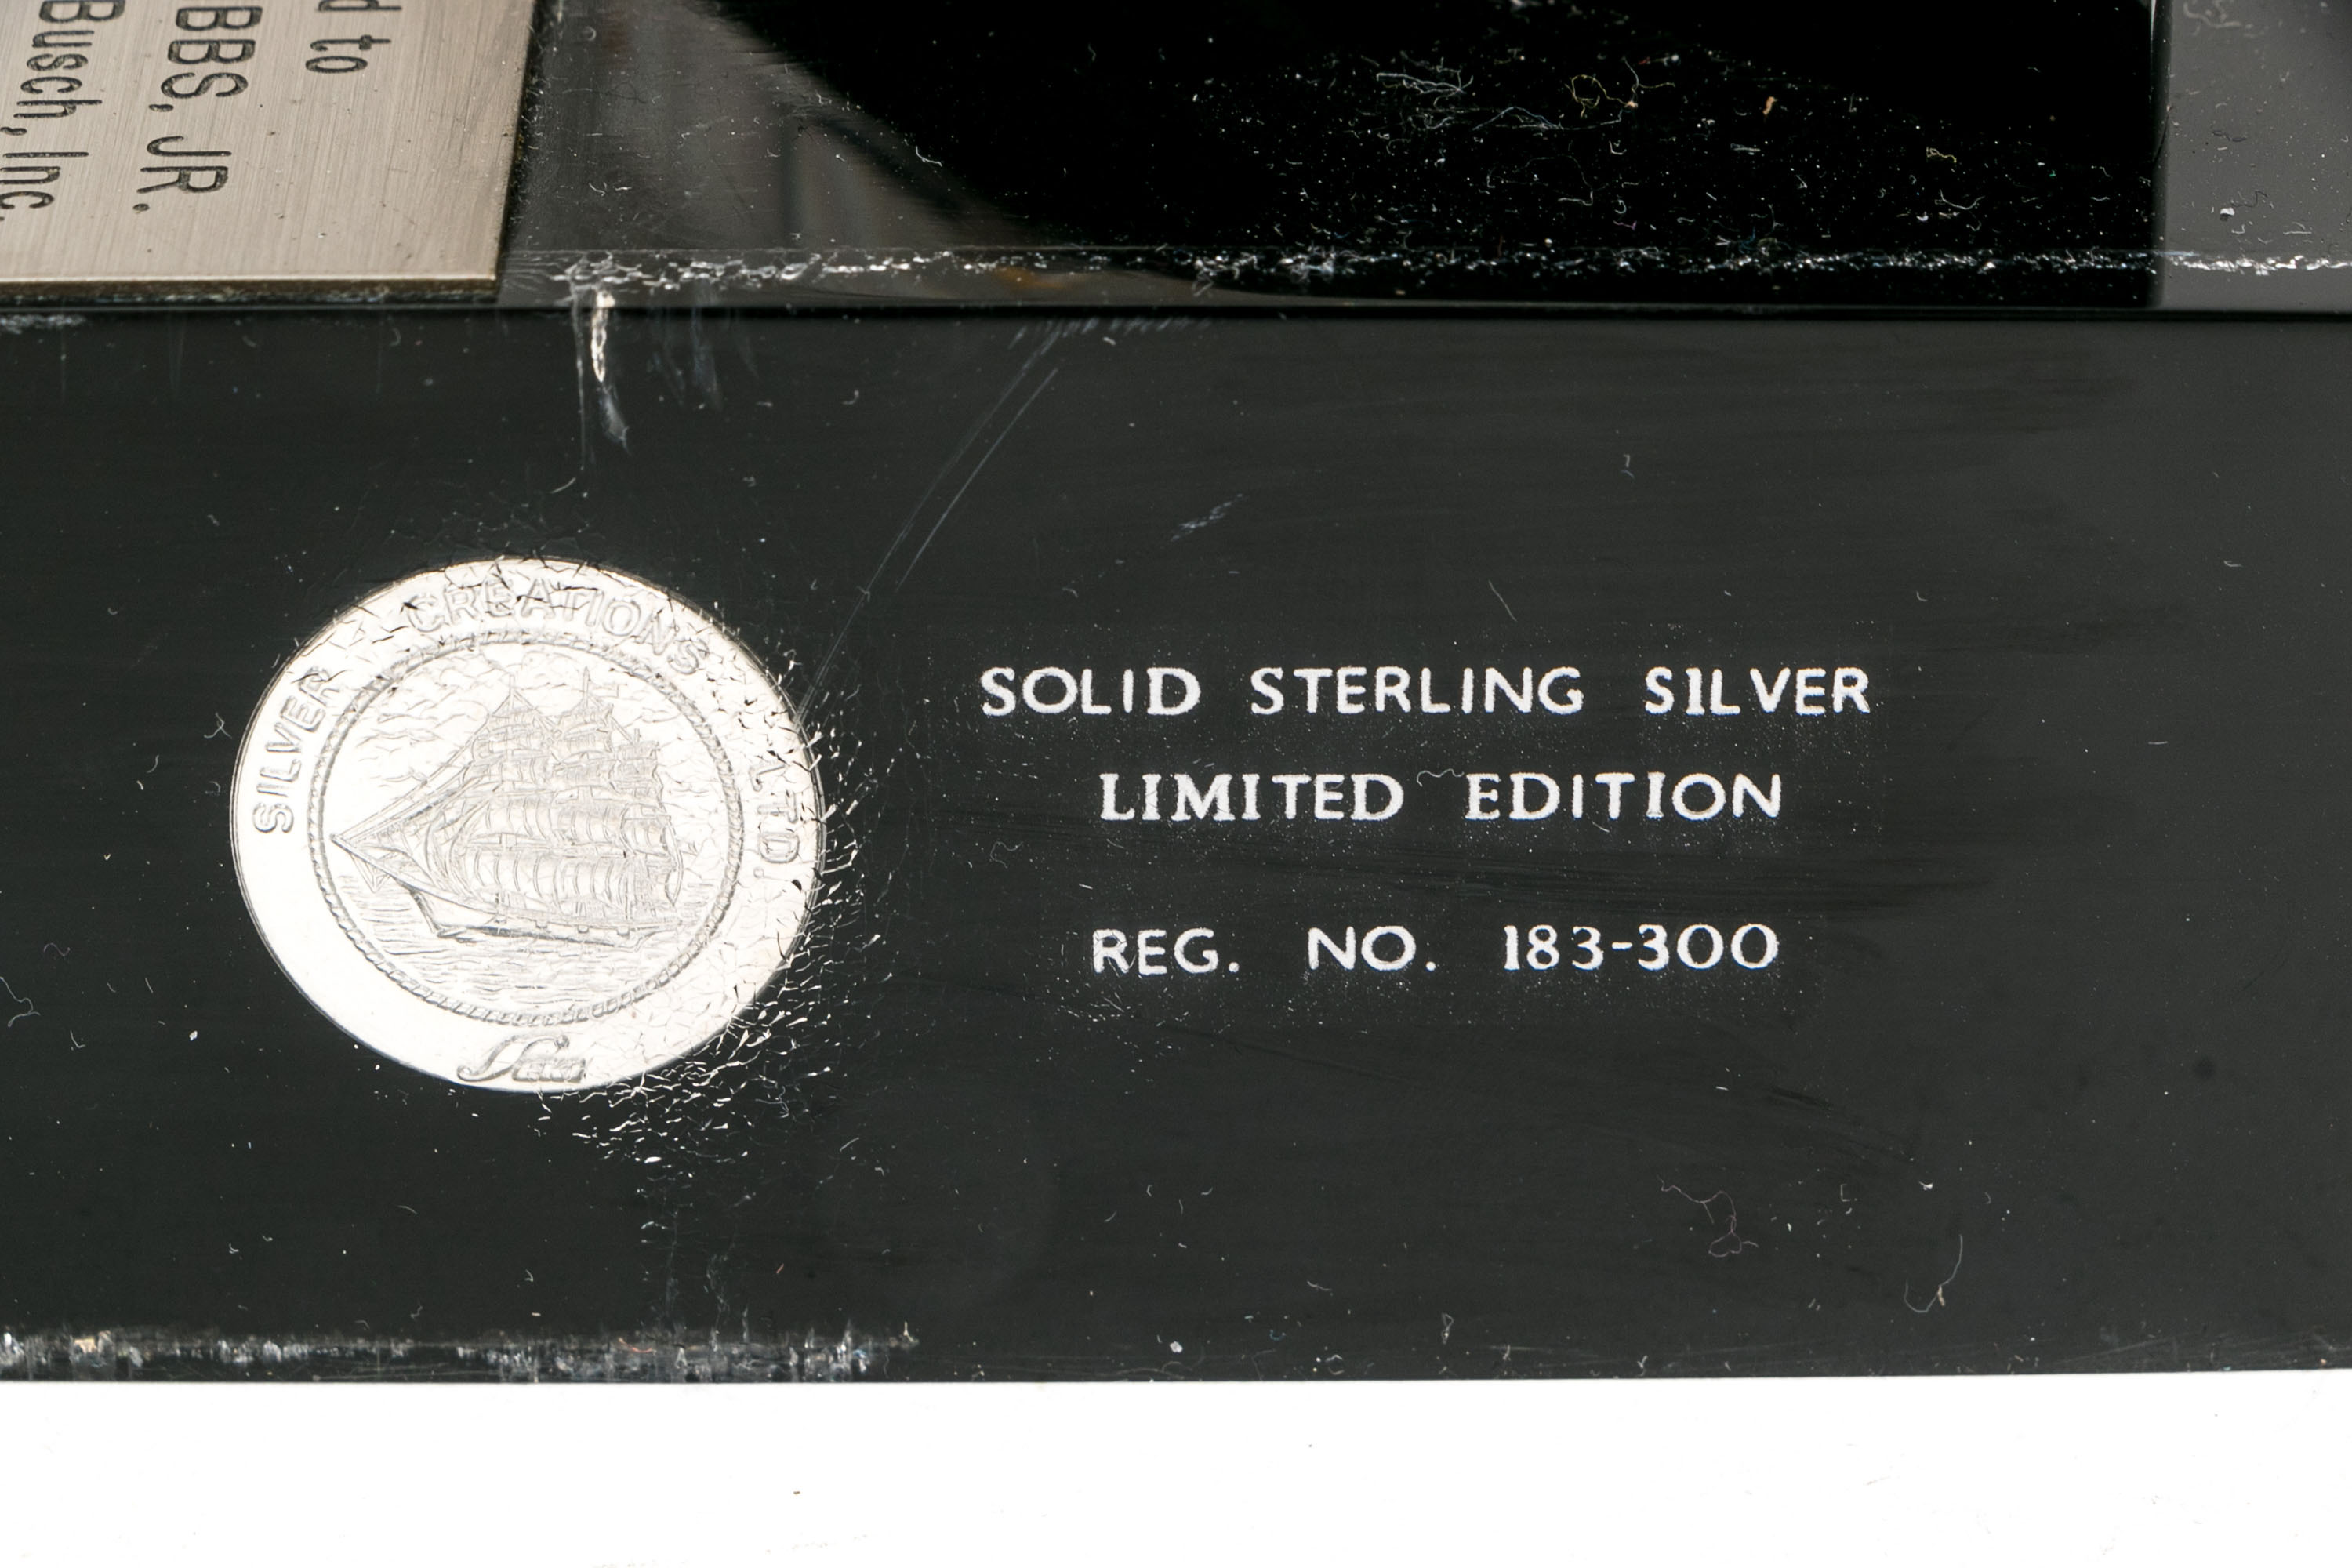 d to
BBS, JR.
Busch, Inc.
SILVER CREATIONS LTD.
SOLID STERLING SILVER
LIMITED EDITION
REG. NO. 183-300